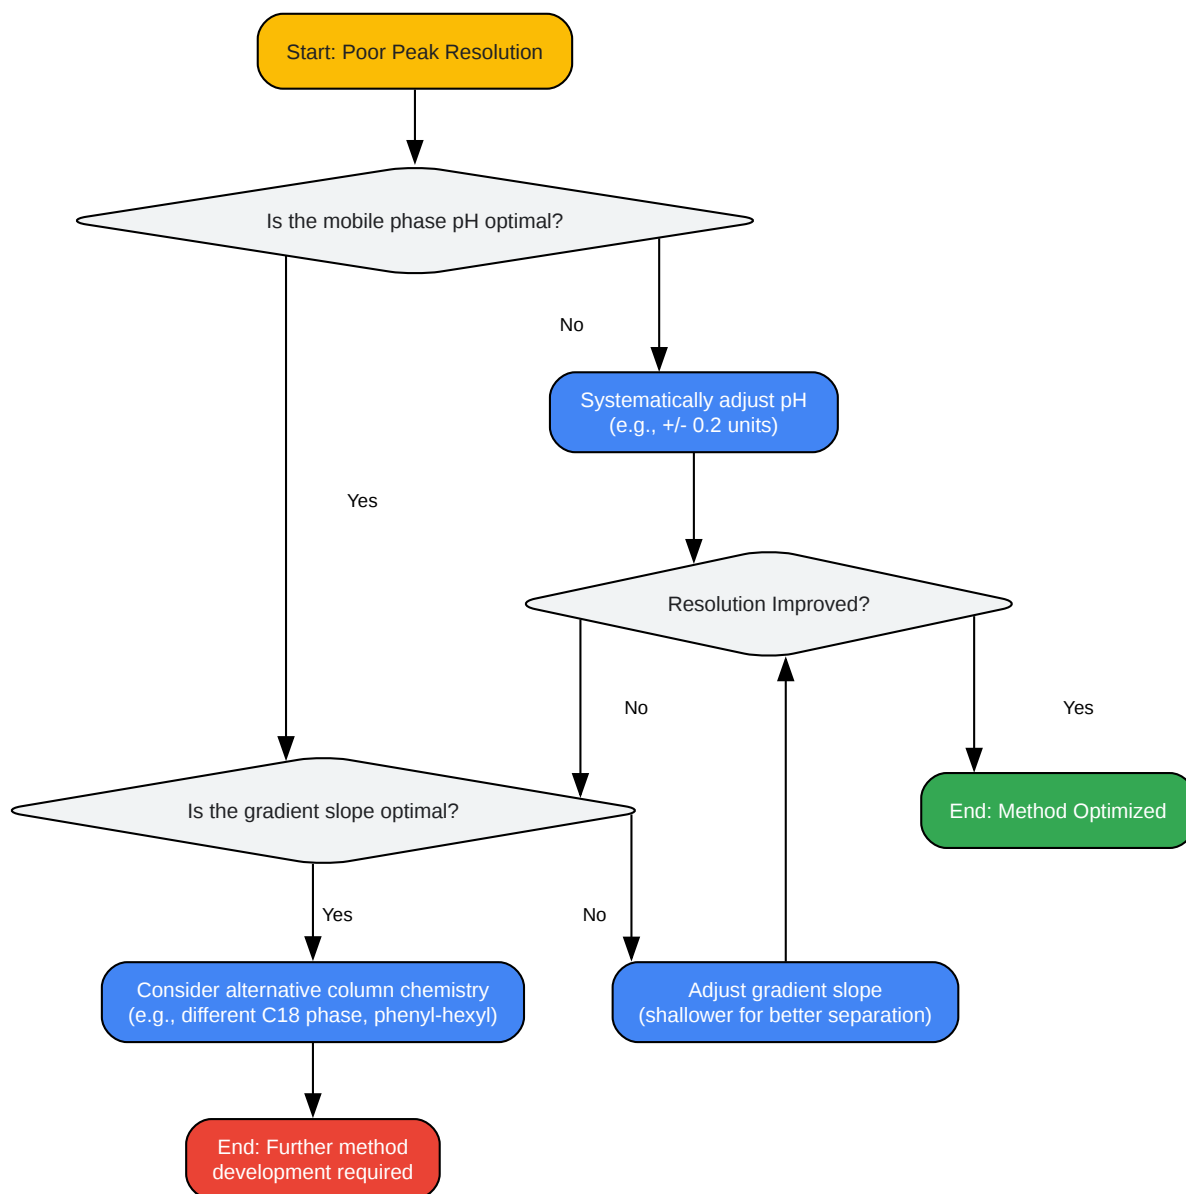 Start: Poor Peak Resolution
Is the mobile phase pH optimal?
No
Systematically adjust pH
(e.g., +/- 0.2 units)
Yes
Resolution Improved?
No
Yes
Is the gradient slope optimal?
End: Method Optimized
Yes
No
Consider alternative column chemistry
(e.g., different C18 phase, phenyl-hexyl)
Adjust gradient slope
(shallower for better separation)
End: Further method
development required